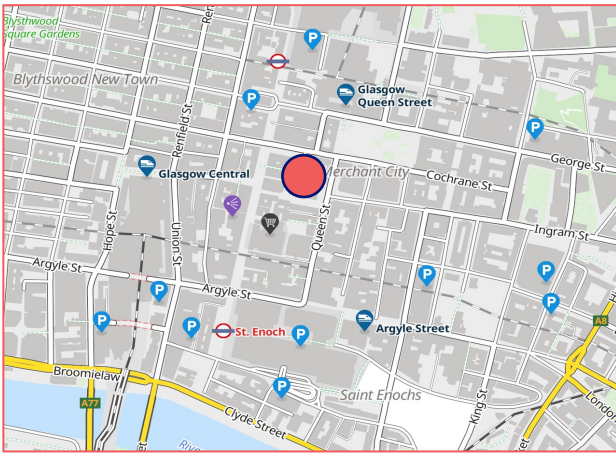 Blythswood
Square Gardens
Ren
Blythswood New Town
Glasgow
Queen Street
Renfield St
George St
Glasgow Central
Merchant City
Cochrane St
Hope St
Union St
Queen St
Ingram St
Argyle St
Argyle St
St. Enoch
Argyle Street
A8
Broomielaw
A77
Saint Enochs
King St
Clyde Street
London
P
P
P
P
P
P
P
P
P
P
P